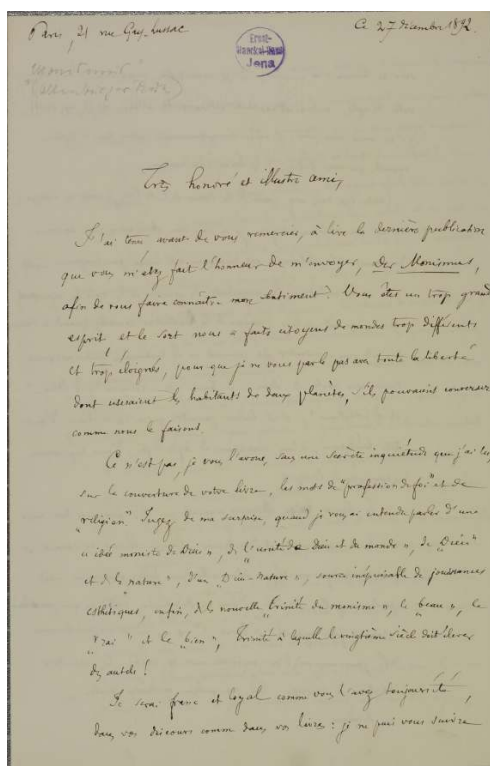 Paris, 21 rue Gay-Lussac
Ce 27 décembre 1892.
Ernst-
Haeckel-Haus
Jena
Très honoré et illustre ami,
J'ai tenu avant de vous remercier, à lire la dernière publication
que vous m'avez fait l'honneur de m'envoyer, Der Monismus,
afin de vous faire connaître mon sentiment. Vous êtes un trop grand
esprit et le sort nous a faits citoyens de mondes trop différents
et trop éloignés, pour que je ne vous parle pas avec toute la liberté
dont useraient les habitants de deux planètes, s'ils pouvaient converser
comme nous le faisons.
Ce n'est pas, je vous l'avoue, sans une secrète inquiétude que j'ai lu,
sur la couverture de votre livre, les mots de "profession de foi" et de
"religion". Jugez de ma surprise, quand je vous ai entendu parler d'une
"idée moniste de Dieu", de l'"unité de Dieu et du monde", de "Dieu"
et de la "nature", d'un "Dieu-Nature", source inépuisable de jouissances
esthétiques, enfin, de la nouvelle "trinité du monisme", le "beau", le
"vrai" et le "bien", trinité à laquelle le vingtième siècle doit élever
des autels!
Je serai franc et loyal comme vous l'avez toujours été,
dans vos discours comme dans vos livres: je ne puis vous suivre